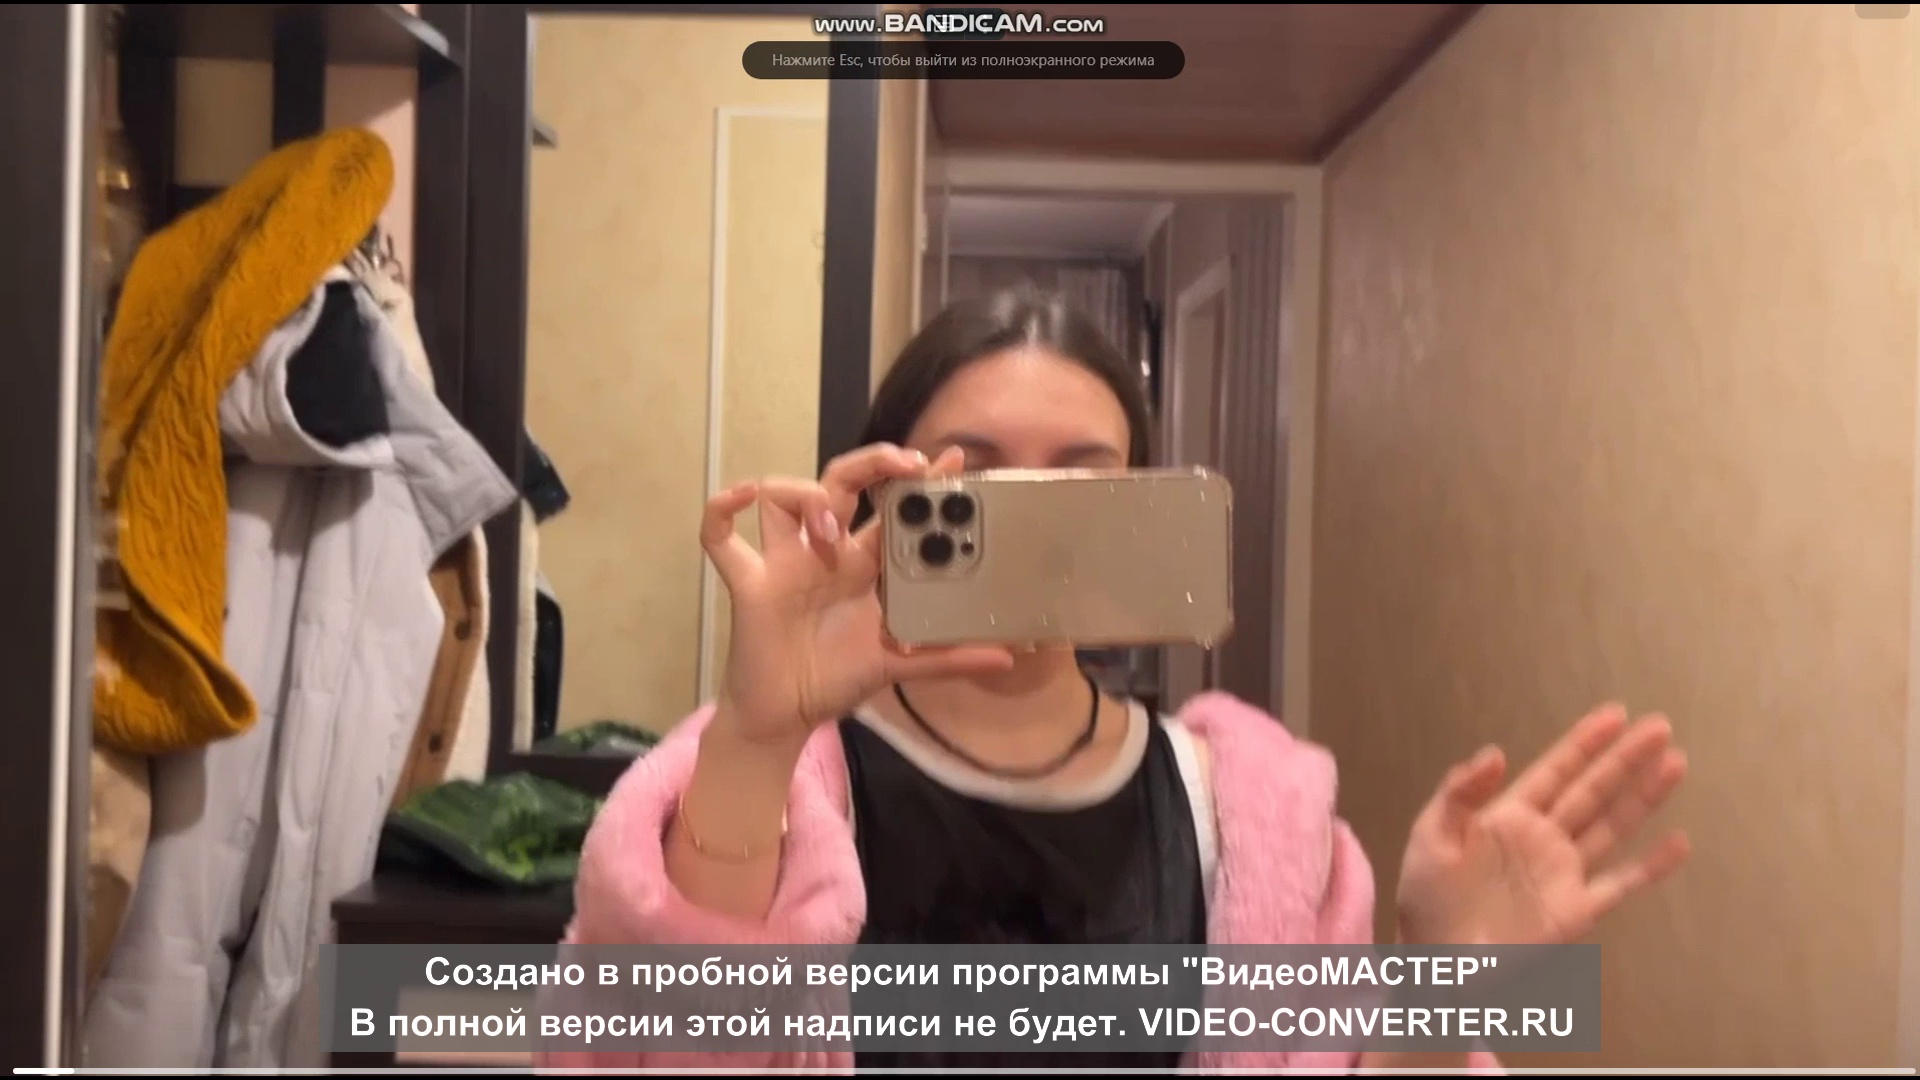 www.BANDICAM.com
Нажмите Esc, чтобы выйти из полноэкранного режима
Создано в пробной версии программы "ВидеоМАСТЕР"
В полной версии этой надписи не будет. VIDEO-CONVERTER.RU